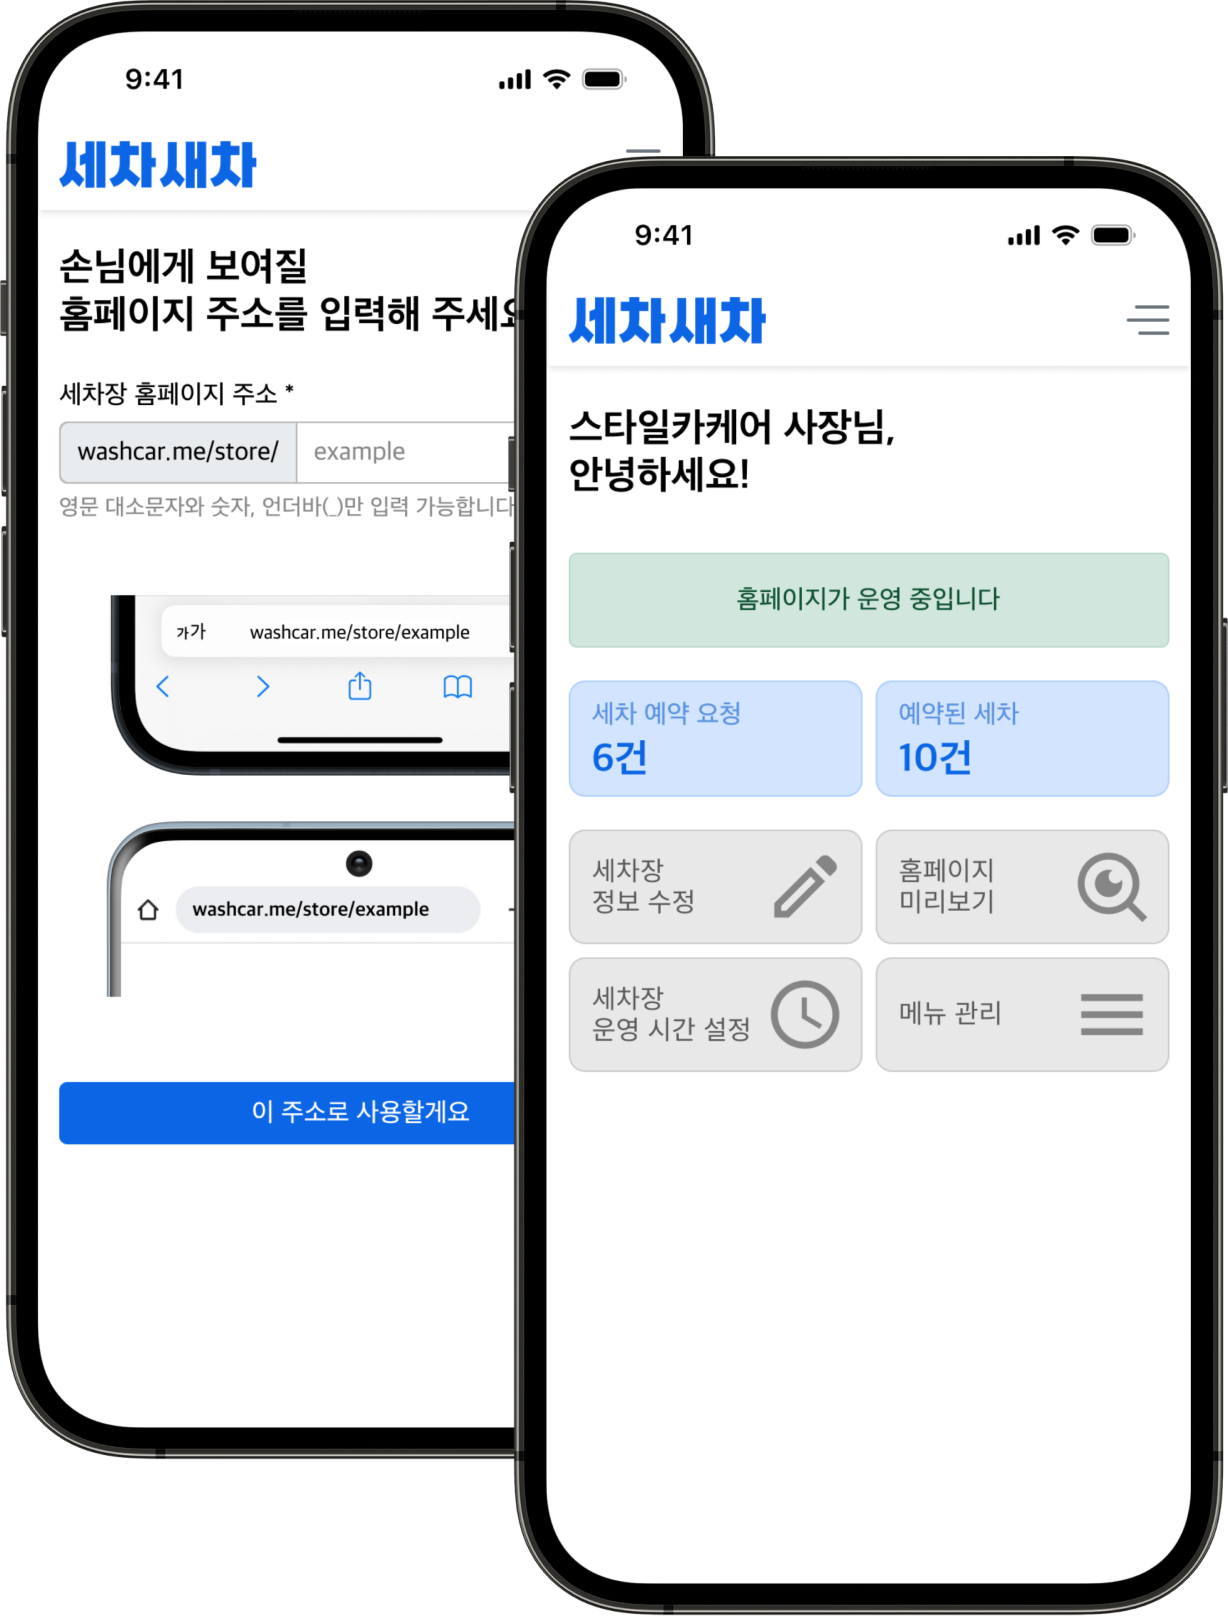 9:41
세차새차
손님에게 보여질
홈페이지 주소를 입력해 주세요
세차장 홈페이지 주소 *
washcar.me/store/
example
영문 대소문자와 숫자, 언더바(_)만 입력 가능합니다
가가
washcar.me/store/example
washcar.me/store/example
이 주소로 사용할게요
9:41
세차새차
스타일카케어 사장님,
안녕하세요!
홈페이지가 운영 중입니다
세차 예약 요청
6건
예약된 세차
10건
세차장
정보 수정
홈페이지
미리보기
세차장
운영 시간 설정
메뉴 관리